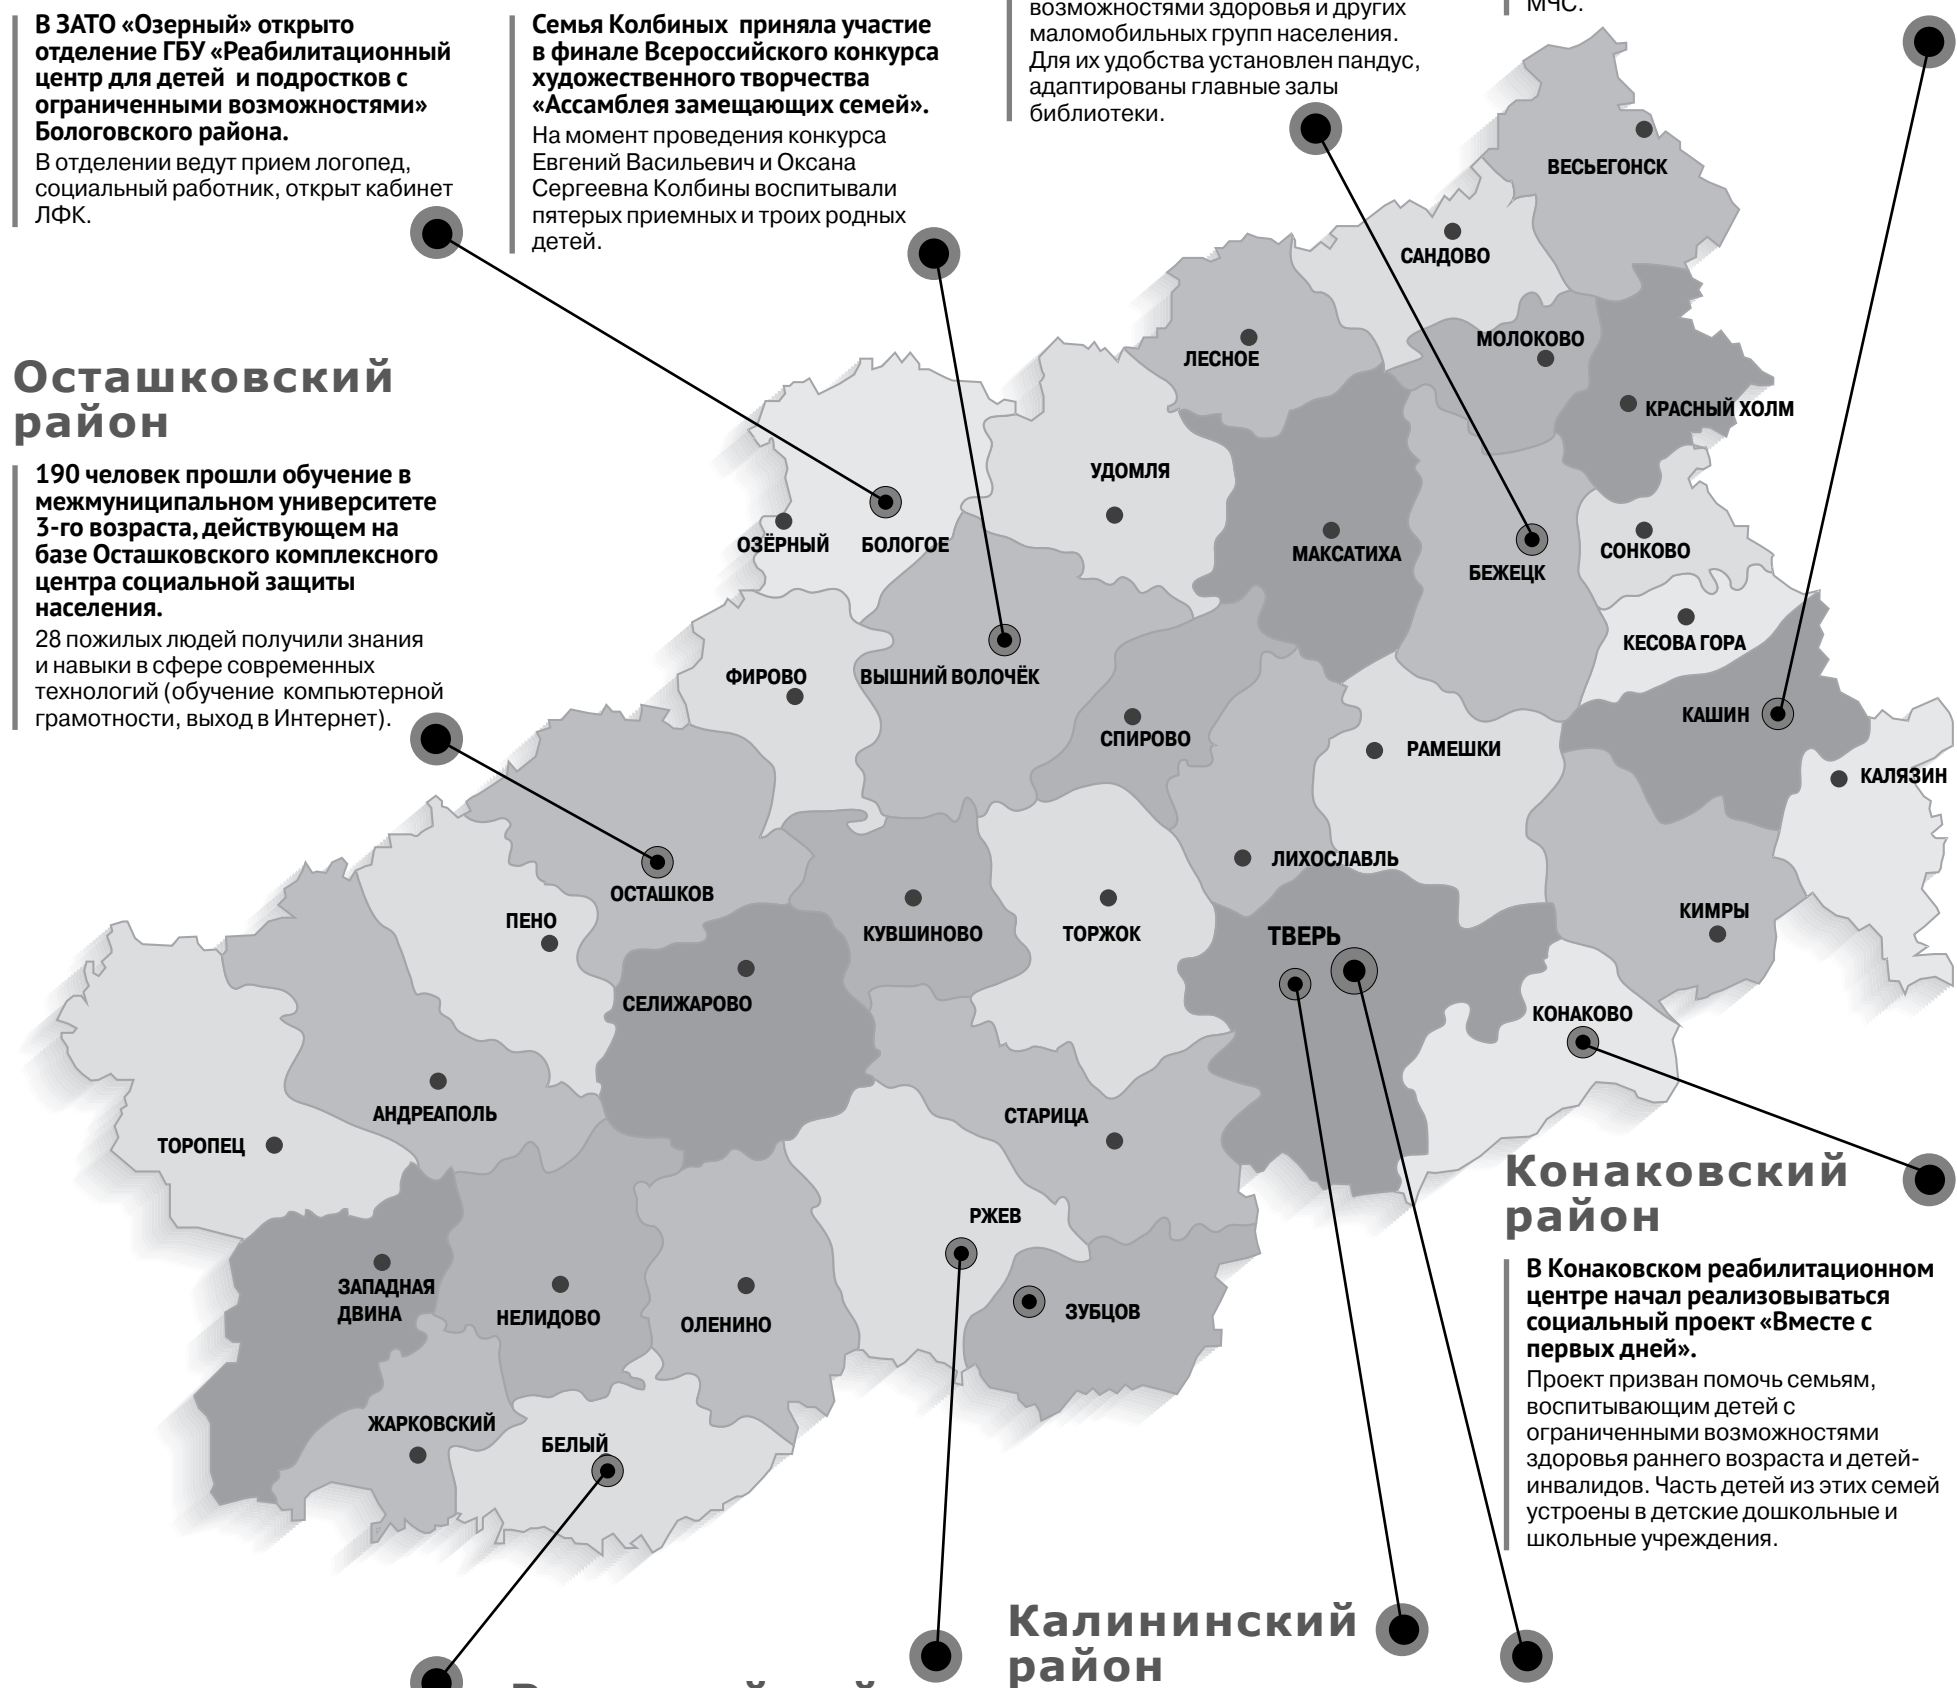 В ЗАТО «Озерный» открыто
отделение ГБУ «Реабилитационный
центр для детей и подростков с
ограниченными возможностями»
Бологовского района.
В отделении ведут прием логопед,
социальный работник, открыт кабинет
ЛФК.
Семья Колбиных приняла участие
в финале Всероссийского конкурса
художественного творчества
«Ассамблея замещающих семей».
На момент проведения конкурса
Евгений Васильевич и Оксана
Сергеевна Колбины воспитывали
пятерых приемных и троих родных
детей.
возможностями здоровья и других
маломобильных групп населения.
Для их удобства установлен пандус,
адаптированы главные залы
библиотеки.
МЧС.
Осташковский
район
190 человек прошли обучение в
межмуниципальном университете
3-го возраста, действующем на
базе Осташковского комплексного
центра социальной защиты
населения.
28 пожилых людей получили знания
и навыки в сфере современных
технологий (обучение компьютерной
грамотности, выход в Интернет).
ВЕСЬЕГОНСК
САНДОВО
МОЛОКОВО
ЛЕСНОЕ
КРАСНЫЙ ХОЛМ
УДОМЛЯ
ОЗЁРНЫЙ
БОЛОГОЕ
МАКСАТИХА
БЕЖЕЦК
СОНКОВО
КЕСОВА ГОРА
ФИРОВО
ВЫШНИЙ ВОЛОЧЁК
СПИРОВО
РАМЕШКИ
КАШИН
КАЛЯЗИН
ЛИХОСЛАВЛЬ
ОСТАШКОВ
ПЕНО
КУВШИНОВО
ТОРЖОК
ТВЕРЬ
КИМРЫ
СЕЛИЖАРОВО
КОНАКОВО
АНДРЕАПОЛЬ
СТАРИЦА
ТОРОПЕЦ
РЖЕВ
ЗАПАДНАЯ
ДВИНА
НЕЛИДОВО
ОЛЕНИНО
ЗУБЦОВ
ЖАРКОВСКИЙ
БЕЛЫЙ
Конаковский
район
В Конаковском реабилитационном
центре начал реализовываться
социальный проект «Вместе с
первых дней».
Проект призван помочь семьям,
воспитывающим детей с
ограниченными возможностями
здоровья раннего возраста и детей-
инвалидов. Часть детей из этих семей
устроены в детские дошкольные и
школьные учреждения.
Калининский
район